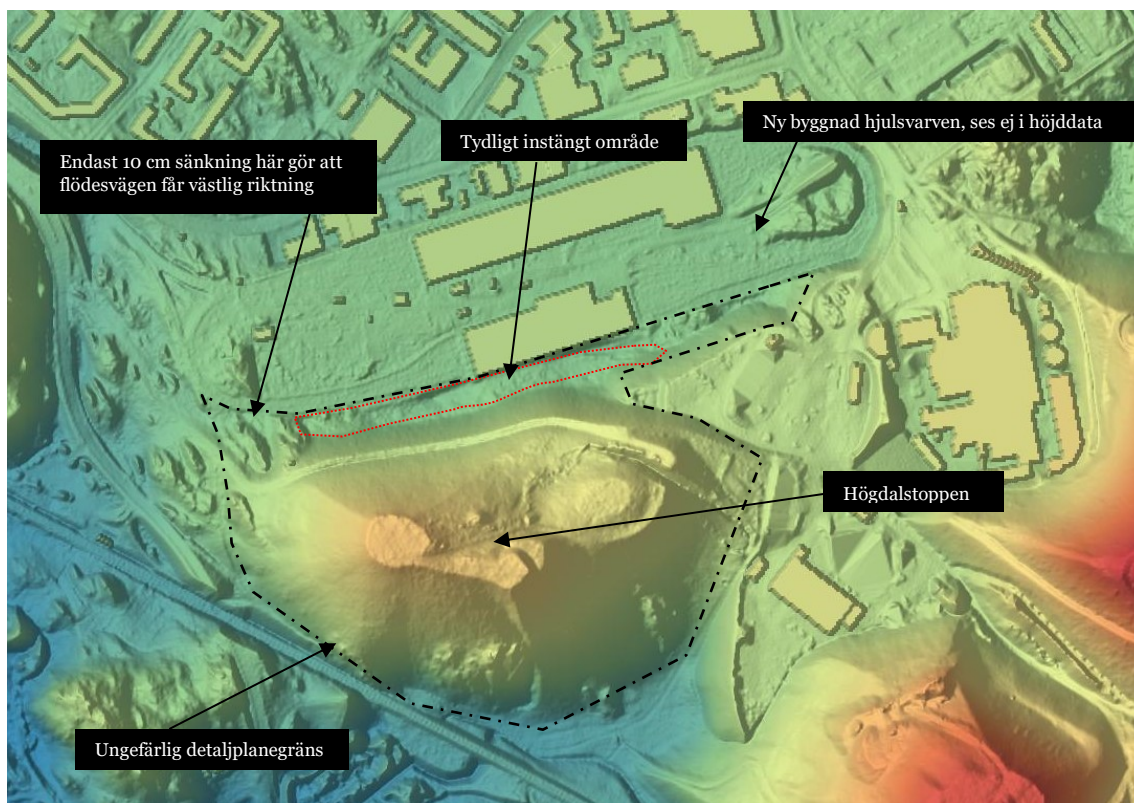 Ny byggnad hjulsvarven, ses ej i höjddata
Tydligt instängt område
Endast 10 cm sänkning här gör att
flödesvägen får västlig riktning
Högdalstoppen
Ungefärlig detaljplanegräns